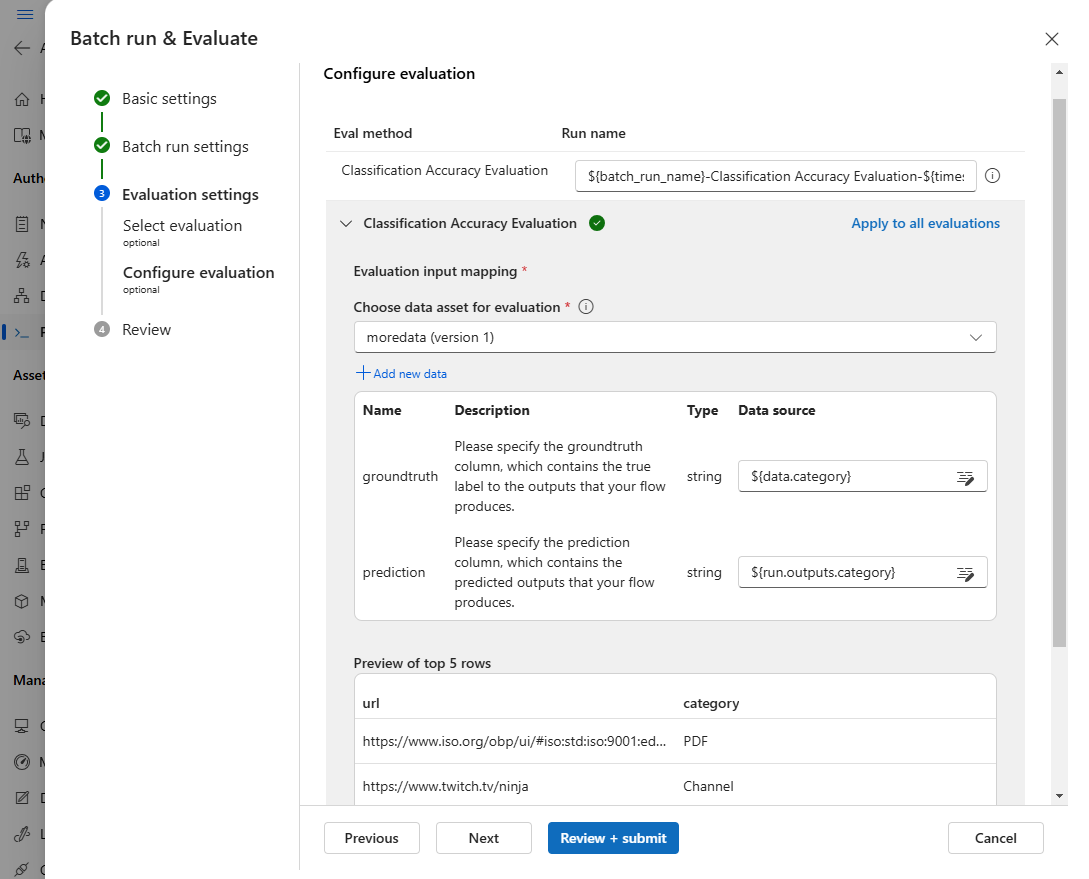 Batch run & Evaluate
Basic settings
Batch run settings
3 Evaluation settings
Select evaluation
optional
Configure evaluation
optional
4 Review
Auth
Asset
Mana
Configure evaluation
Eval method Run name
Classification Accuracy Evaluation ${batch_run_name}-Classification Accuracy Evaluation-${times
Classification Accuracy Evaluation Apply to all evaluations
Evaluation input mapping *
Choose data asset for evaluation *
moredata (version 1)
Add new data
Name Description Type Data source
groundtruth Please specify the groundtruth
column, which contains the true
label to the outputs that your flow
produces.
string ${data.category}
prediction Please specify the prediction
column, which contains the
predicted outputs that your flow
produces.
string ${run.outputs.category}
Preview of top 5 rows
url category
https://www.iso.org/obp/ui/#iso:std:iso:9001:ed... PDF
https://www.twitch.tv/ninja Channel
Previous Next Review + submit Cancel